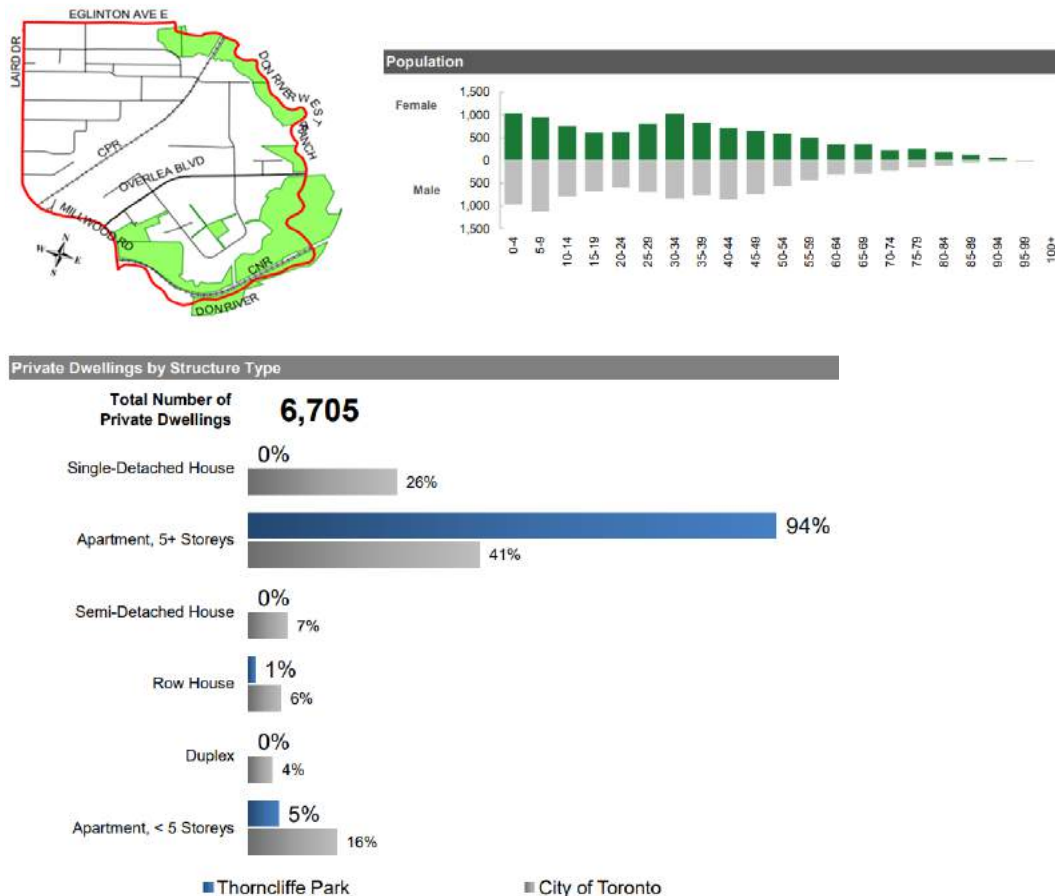 EGLINTON AVE E
LAIRD DR
DON RIVER WEST BRANCH
CPR
OVERLEA BLVD
MILLWOOD RD
N
W
E
S
CNR
DON RIVER
Population
Female
1,500
1,000
500
0
Male
500
1,000
1,500
0-4
5-9
10-14
15-19
20-24
25-29
30-34
35-39
40-44
45-49
50-54
55-59
60-64
65-69
70-74
75-79
80-84
85-89
90-94
95-99
100+
Private Dwellings by Structure Type
Total Number of
Private Dwellings
6,705
Single-Detached House
0%
26%
Apartment, 5+ Storeys
94%
41%
Semi-Detached House
0%
7%
Row House
1%
6%
Duplex
0%
4%
Apartment, < 5 Storeys
5%
16%
Thorncliffe Park
City of Toronto